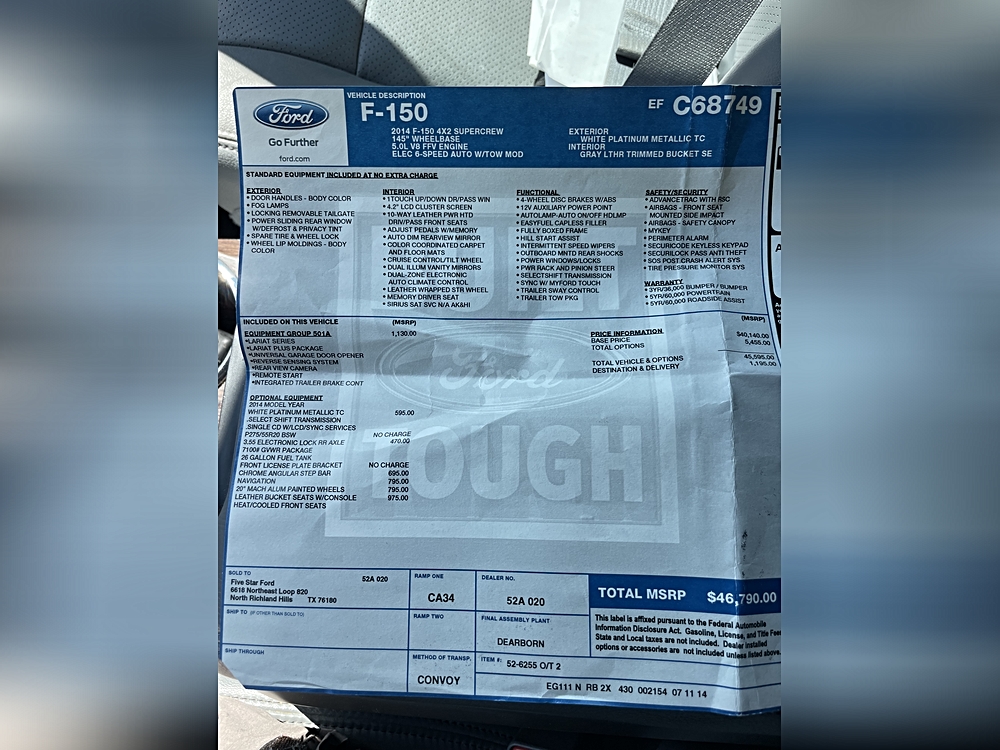 Ford
Go Further
ford.com
VEHICLE DESCRIPTION
F-150
EF C68749
2014 F-150 4X2 SUPERCREW
145" WHEELBASE
5.0L V8 FFV ENGINE
ELEC 6-SPEED AUTO W/TOW MOD
EXTERIOR
WHITE PLATINUM METALLIC TC
INTERIOR
GRAY LTHR TRIMMED BUCKET SE
STANDARD EQUIPMENT INCLUDED AT NO EXTRA CHARGE
EXTERIOR
• DOOR HANDLES - BODY COLOR
• FOG LAMPS
• LOCKING REMOVABLE TAILGATE
• POWER SLIDING REAR WINDOW
W/DEFROST & PRIVACY TINT
• SPARE TIRE & WHEEL LOCK
• WHEEL LIP MOLDINGS - BODY
COLOR
INTERIOR
• 1TOUCH UP/DOWN DR/PASS WIN
• 4.2" LCD CLUSTER SCREEN
• 10-WAY LEATHER PWR HTD
DRIV/PASS FRONT SEATS
• ADJUST PEDALS W/MEMORY
• AUTO DIM REARVIEW MIRROR
• COLOR COORDINATED CARPET
AND FLOOR MATS
• CRUISE CONTROL/TILT WHEEL
• DUAL ILLUM VANITY MIRRORS
• DUAL-ZONE ELECTRONIC
AUTO CLIMATE CONTROL
• LEATHER WRAPPED STR WHEEL
• MEMORY DRIVER SEAT
• SIRIUS SAT SVC N/A AK&HI
FUNCTIONAL
• 4-WHEEL DISC BRAKES W/ABS
• 12V AUXILIARY POWER POINT
• AUTOLAMP-AUTO ON/OFF HDLMP
• EASYFUEL CAPLESS FILLER
• FULLY BOXED FRAME
• HILL START ASSIST
• INTERMITTENT SPEED WIPERS
• OUTBOARD MNTD REAR SHOCKS
• POWER WINDOWS/LOCKS
• PWR RACK AND PINION STEER
• SELECTSHIFT TRANSMISSION
• SYNC W/ MYFORD TOUCH
• TRAILER SWAY CONTROL
• TRAILER TOW PKG
SAFETY/SECURITY
• ADVANCETRAC WITH RSC
• AIRBAGS - FRONT SEAT
MOUNTED SIDE IMPACT
• AIRBAGS - SAFETY CANOPY
• MYKEY
• PERIMETER ALARM
• SECURICODE KEYLESS KEYPAD
• SECURILOCK PASS ANTI THEFT
• SOS POST CRASH ALERT SYS
• TIRE PRESSURE MONITOR SYS
WARRANTY
• 3YR/36,000 BUMPER / BUMPER
• 5YR/60,000 POWERTRAIN
• 5YR/60,000 ROADSIDE ASSIST
INCLUDED ON THIS VEHICLE (MSRP)
EQUIPMENT GROUP 501A 1,130.00
•LARIAT SERIES
•LARIAT PLUS PACKAGE
•UNIVERSAL GARAGE DOOR OPENER
•REVERSE SENSING SYSTEM
•REAR VIEW CAMERA
•REMOTE START
•INTEGRATED TRAILER BRAKE CONT
OPTIONAL EQUIPMENT
2014 MODEL YEAR
WHITE PLATINUM METALLIC TC 595.00
.SELECT SHIFT TRANSMISSION
.SINGLE CD W/LCD/SYNC SERVICES
P275/55R20 BSW NO CHARGE
3.55 ELECTRONIC LOCK RR AXLE 470.00
7100# GVWR PACKAGE
26 GALLON FUEL TANK
FRONT LICENSE PLATE BRACKET NO CHARGE
CHROME ANGULAR STEP BAR 695.00
NAVIGATION 795.00
20" MACH ALUM PAINTED WHEELS 795.00
LEATHER BUCKET SEATS W/CONSOLE 975.00
HEAT/COOLED FRONT SEATS
(MSRP)
PRICE INFORMATION
BASE PRICE $40,140.00
TOTAL OPTIONS 5,455.00
TOTAL VEHICLE & OPTIONS 45,595.00
DESTINATION & DELIVERY 1,195.00
Ford
TOUGH
SOLD TO
52A 020
Five Star Ford
6618 Northeast Loop 820
North Richland Hills TX 76180
SHIP TO (IF OTHER THAN SOLD TO)
SHIP THROUGH
RAMP ONE
CA34
RAMP TWO
METHOD OF TRANSP.
CONVOY
DEALER NO.
52A 020
FINAL ASSEMBLY PLANT
DEARBORN
ITEM #: 52-6255 O/T 2
TOTAL MSRP $46,790.00
This label is affixed pursuant to the Federal Automobile
Information Disclosure Act. Gasoline, License, and Title Fees,
State and Local taxes are not included. Dealer installed
options or accessories are not included unless listed above.
EG111 N RB 2X 430 002154 07 11 14